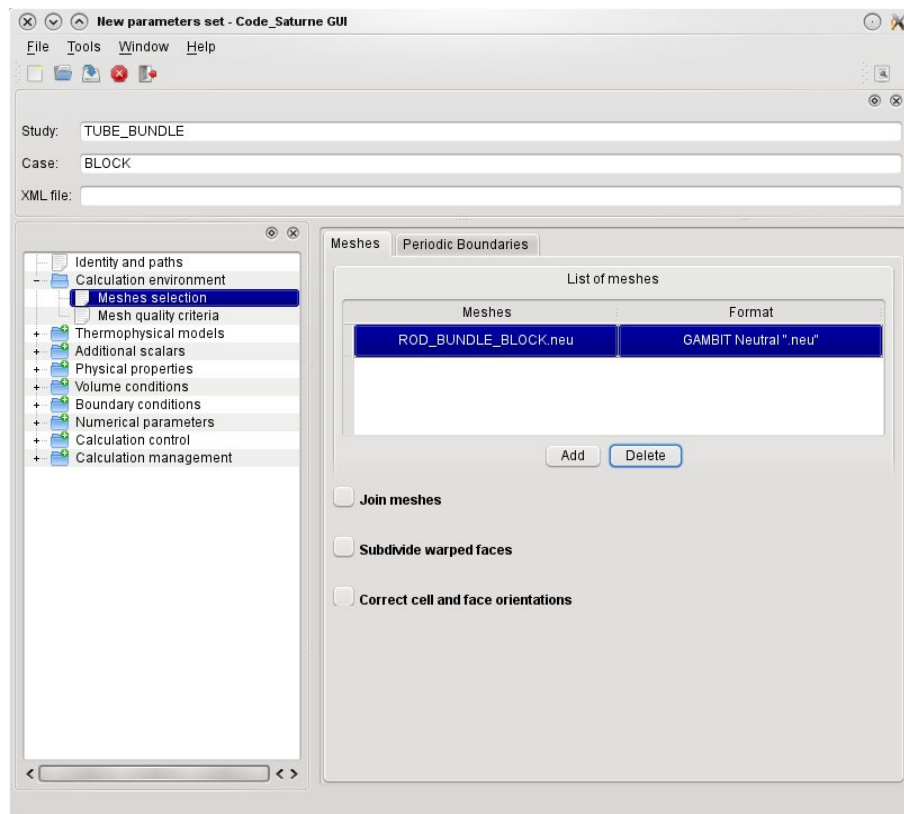 New parameters set - Code_Saturne GUI
File Tools Window Help
Study: TUBE_BUNDLE
Case: BLOCK
XML file:
Identity and paths
Calculation environment
Meshes selection
Mesh quality criteria
Thermophysical models
Additional scalars
Physical properties
Volume conditions
Boundary conditions
Numerical parameters
Calculation control
Calculation management
Meshes Periodic Boundaries
List of meshes
Meshes Format
ROD_BUNDLE_BLOCK.neu GAMBIT Neutral ".neu"
Add Delete
Join meshes
Subdivide warped faces
Correct cell and face orientations